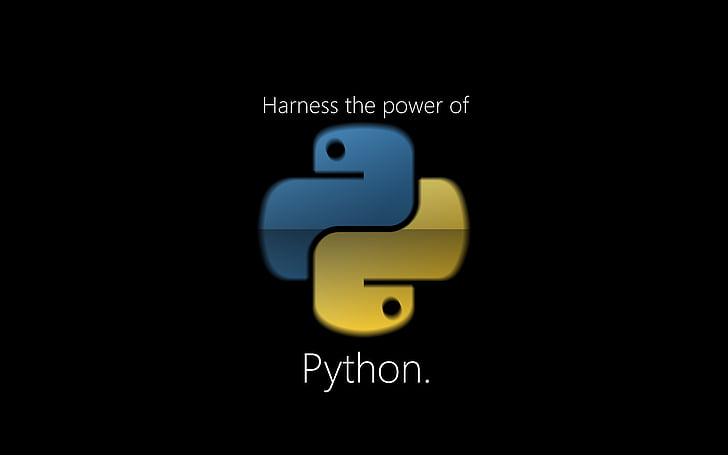 Harness the power of
Python.